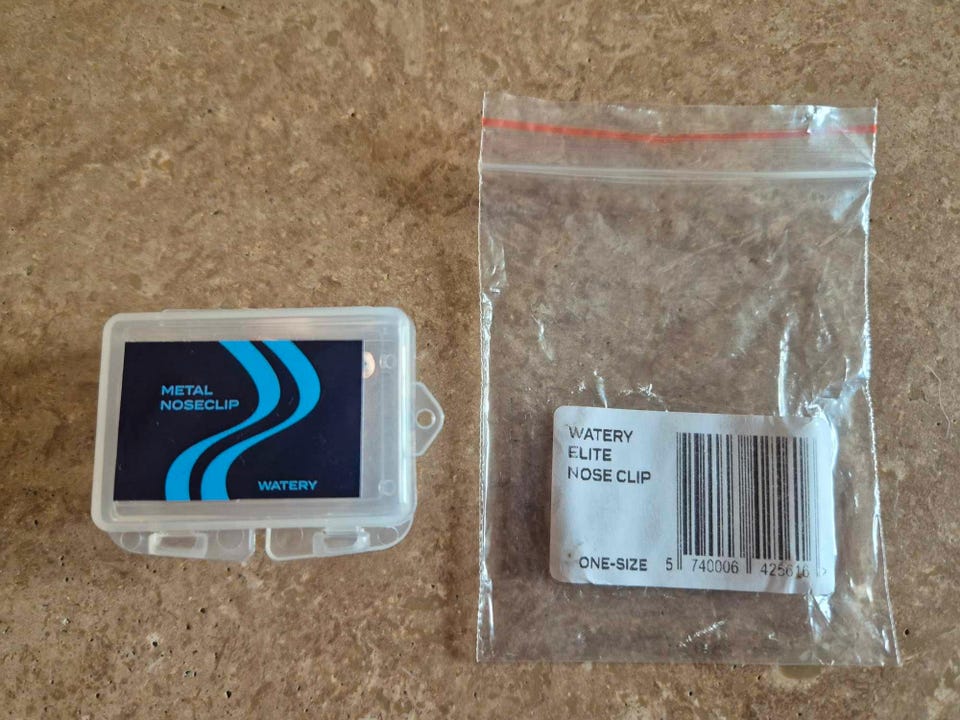 METAL
NOSECLIP
WATERY
WATERY
ELITE
NOSE CLIP
ONE-SIZE
5 740006 425616 >